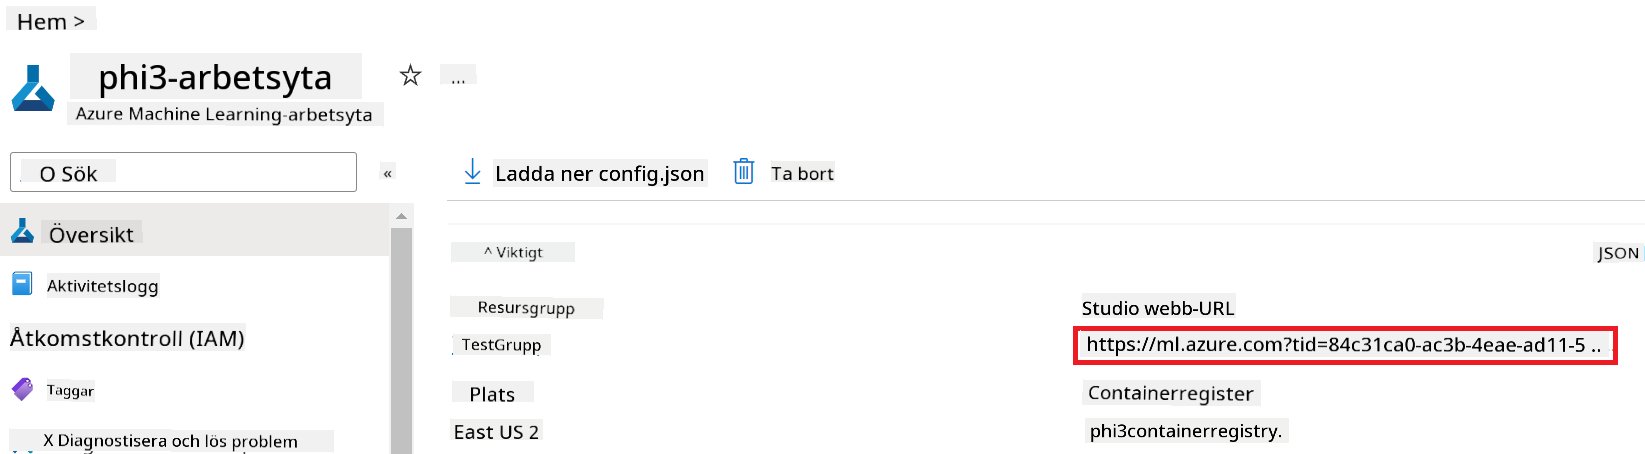 Hem >
phi3-arbetsyta
...
Azure Machine Learning-arbetsyta
O Sök
«
Ladda ner config.json
Ta bort
Översikt
Aktivitetslogg
Åtkomstkontroll (IAM)
Taggar
X Diagnostisera och lös problem
^ Viktigt
JSON
Resursgrupp
TestGrupp
Plats
East US 2
Studio webb-URL
https://ml.azure.com?tid=84c31ca0-ac3b-4eae-ad11-5 ..
Containerregister
phi3containerregistry.